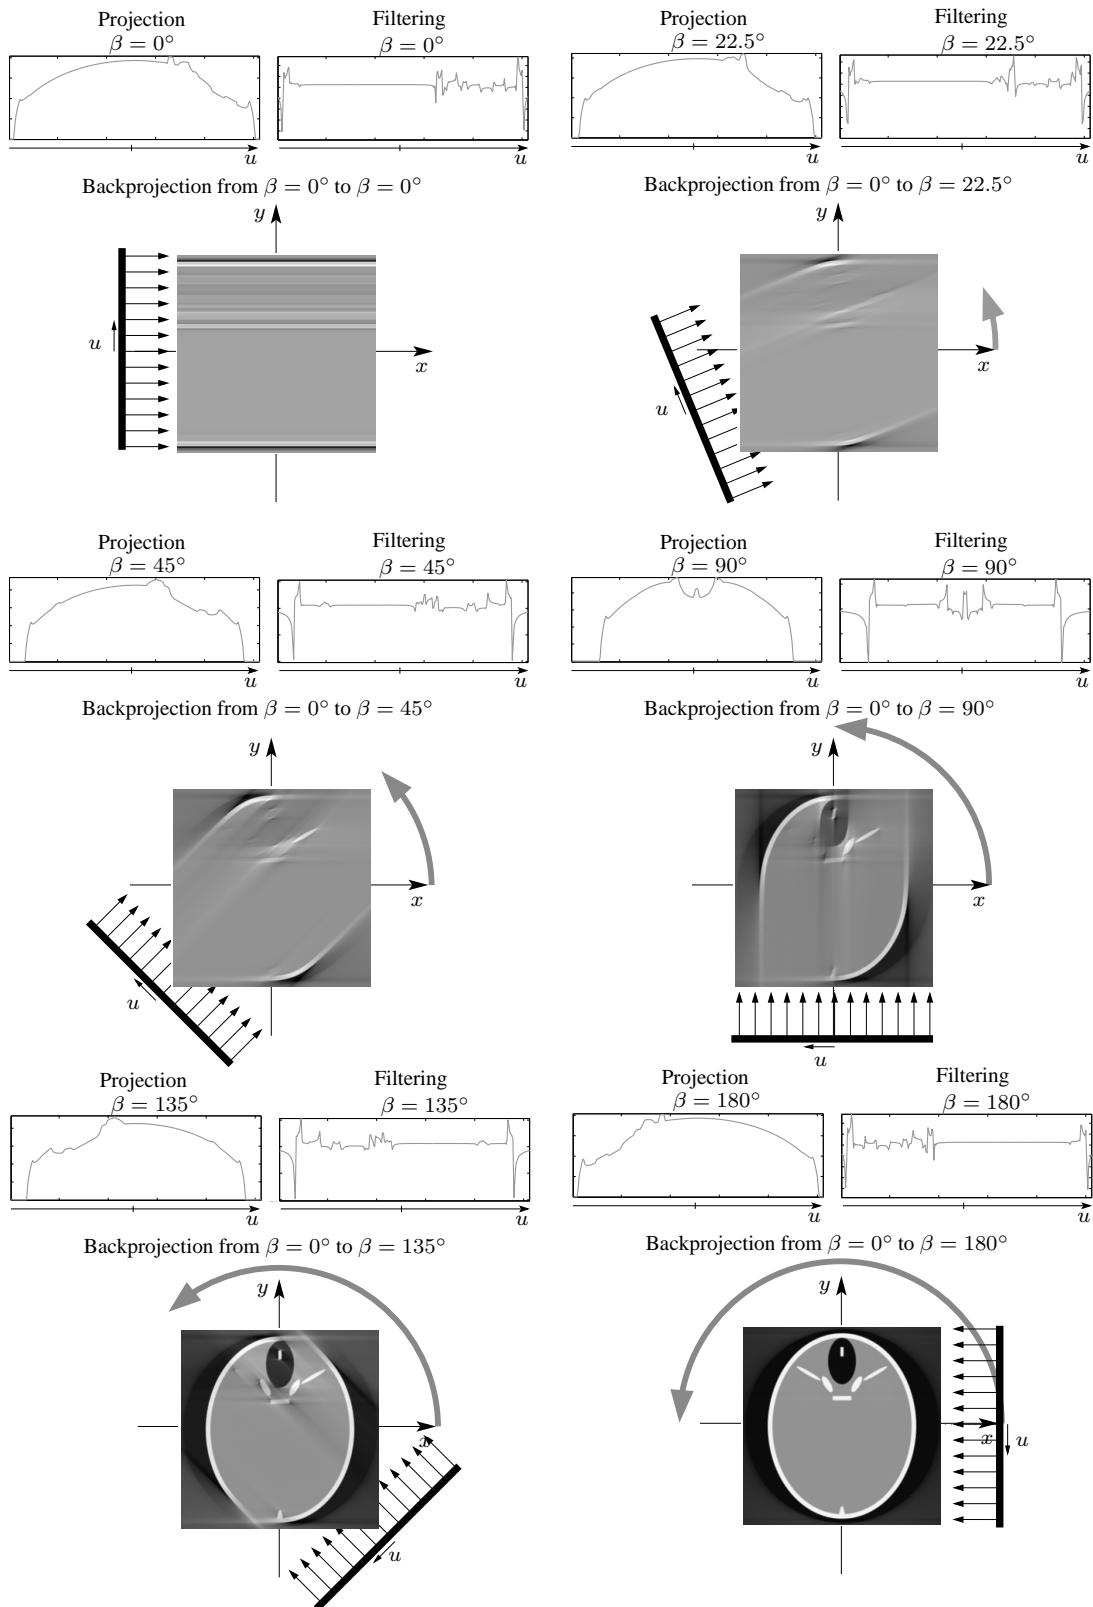 Projection
β = 0°
Filtering
β = 0°
Projection
β = 22.5°
Filtering
β = 22.5°
u
u
Backprojection from β = 0° to β = 0°
Backprojection from β = 0° to β = 22.5°
y
u
x
y
u
x
Projection
β = 45°
Filtering
β = 45°
Projection
β = 90°
Filtering
β = 90°
u
u
Backprojection from β = 0° to β = 45°
Backprojection from β = 0° to β = 90°
y
x
u
y
x
u
Projection
β = 135°
Filtering
β = 135°
Projection
β = 180°
Filtering
β = 180°
u
u
Backprojection from β = 0° to β = 135°
Backprojection from β = 0° to β = 180°
y
x
u
y
x
u